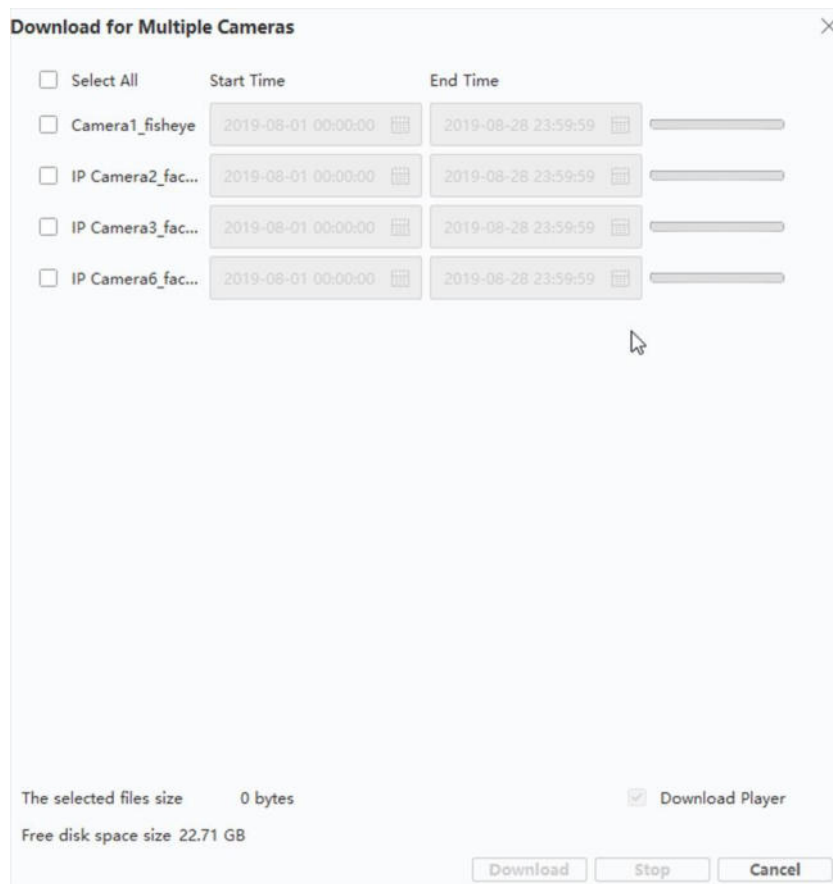 Download for Multiple Cameras
Select All Start Time End Time
Camera1_fisheye 2019-08-01 00:00:00 2019-08-28 23:59:59
IP Camera2_fac... 2019-08-01 00:00:00 2019-08-28 23:59:59
IP Camera3_fac... 2019-08-01 00:00:00 2019-08-28 23:59:59
IP Camera6_fac... 2019-08-01 00:00:00 2019-08-28 23:59:59
The selected files size 0 bytes Download Player
Free disk space size 22.71 GB
Download Stop Cancel